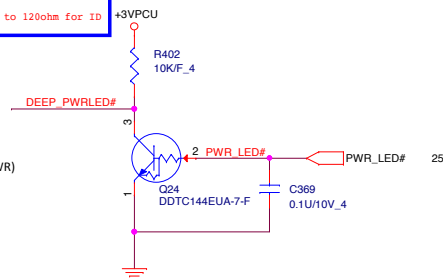 to 120ohm for ID
+3VPCU
R402
10K/F_4
DEEP_PWRLED#
3
2
PWR_LED#
PWR_LED#
25
WR)
1
Q24
DDTC144EUA-7-F
C369
0.1U/10V_4